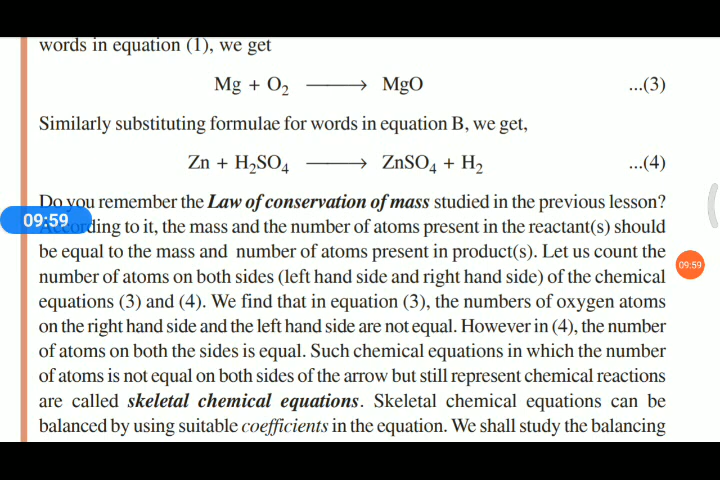 words in equation (1), we get
Mg + O₂ ⟶ MgO ...(3)
Similarly substituting formulae for words in equation B, we get,
Zn + H₂SO₄ ⟶ ZnSO₄ + H₂ ...(4)
Do you remember the Law of conservation of mass studied in the previous lesson?
09:59
rding to it, the mass and the number of atoms present in the reactant(s) should
be equal to the mass and number of atoms present in product(s). Let us count the
09:59
number of atoms on both sides (left hand side and right hand side) of the chemical
equations (3) and (4). We find that in equation (3), the numbers of oxygen atoms
on the right hand side and the left hand side are not equal. However in (4), the number
of atoms on both the sides is equal. Such chemical equations in which the number
of atoms is not equal on both sides of the arrow but still represent chemical reactions
are called skeletal chemical equations. Skeletal chemical equations can be
balanced by using suitable coefficients in the equation. We shall study the balancing